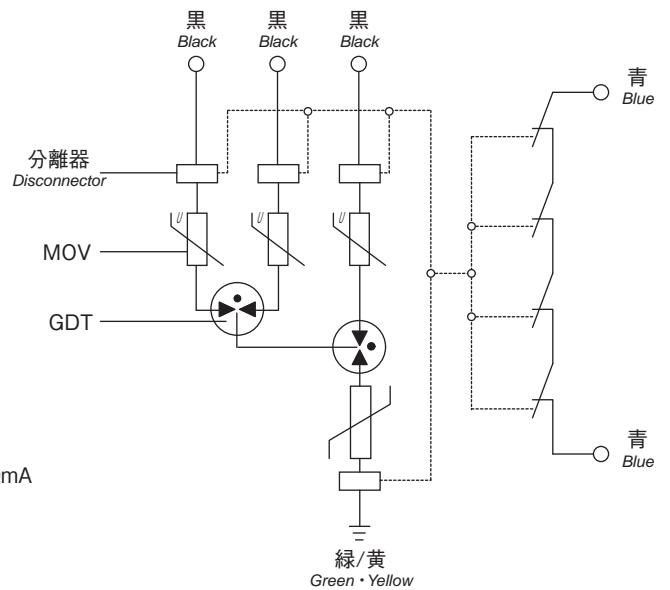 黒
Black
黒
Black
黒
Black
青
Blue
分離器
Disconnector
U
U
U
MOV
GDT
青
Blue
mA
緑/黄
Green・Yellow